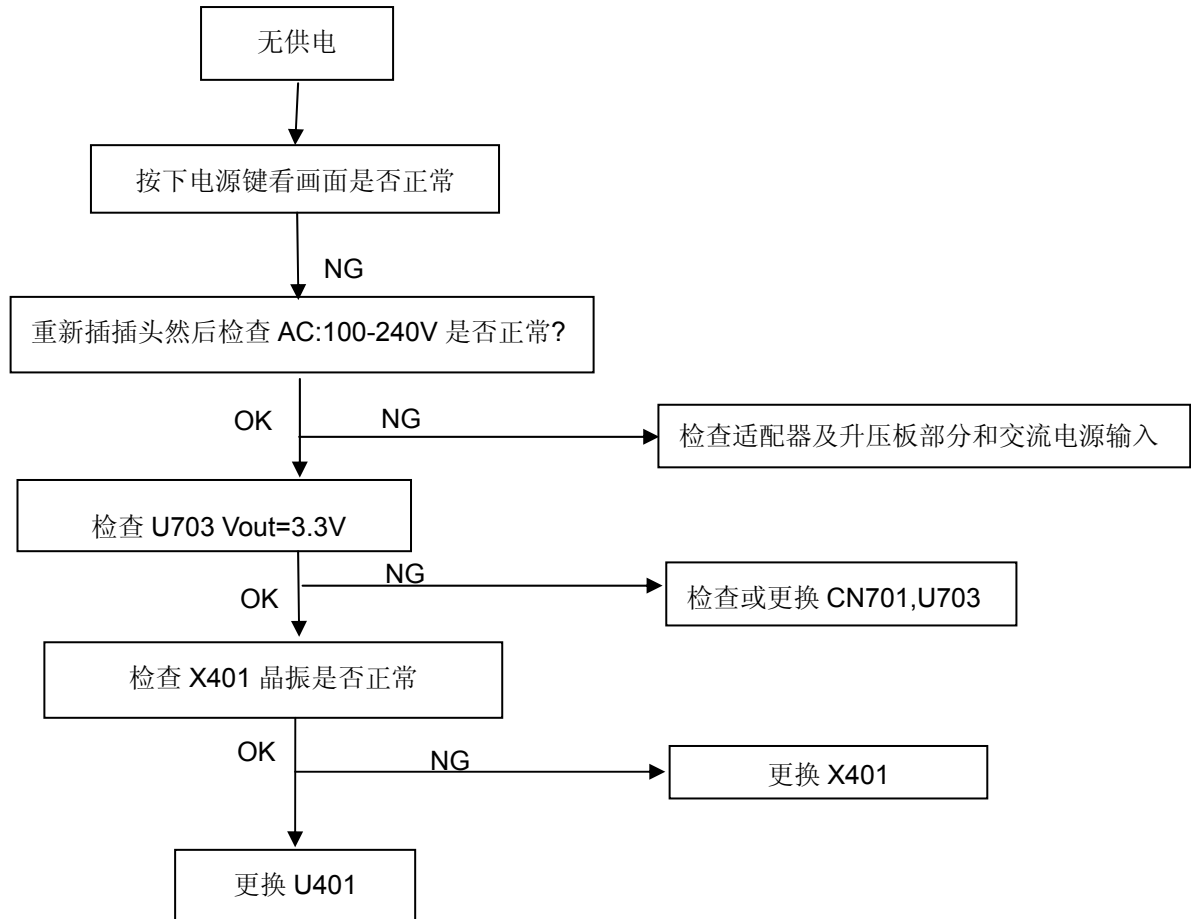 无供电
按下电源键看画面是否正常
NG
重新插插头然后检查 AC:100-240V 是否正常?
OK
NG
检查适配器及升压板部分和交流电源输入
检查 U703 Vout=3.3V
NG
OK
检查或更换 CN701,U703
检查 X401 晶振是否正常
OK
NG
更换 X401
更换 U401